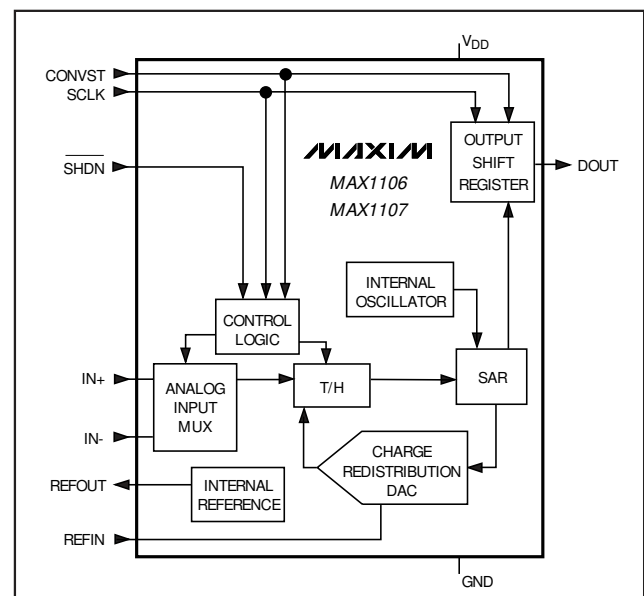 VDD
CONVST
SCLK
SHDN
MAXIM
MAX1106
MAX1107
OUTPUT
SHIFT
REGISTER
DOUT
INTERNAL
OSCILLATOR
CONTROL
LOGIC
IN+
ANALOG
INPUT
MUX
T/H
SAR
IN-
CHARGE
REDISTRIBUTION
DAC
REFOUT
INTERNAL
REFERENCE
REFIN
GND